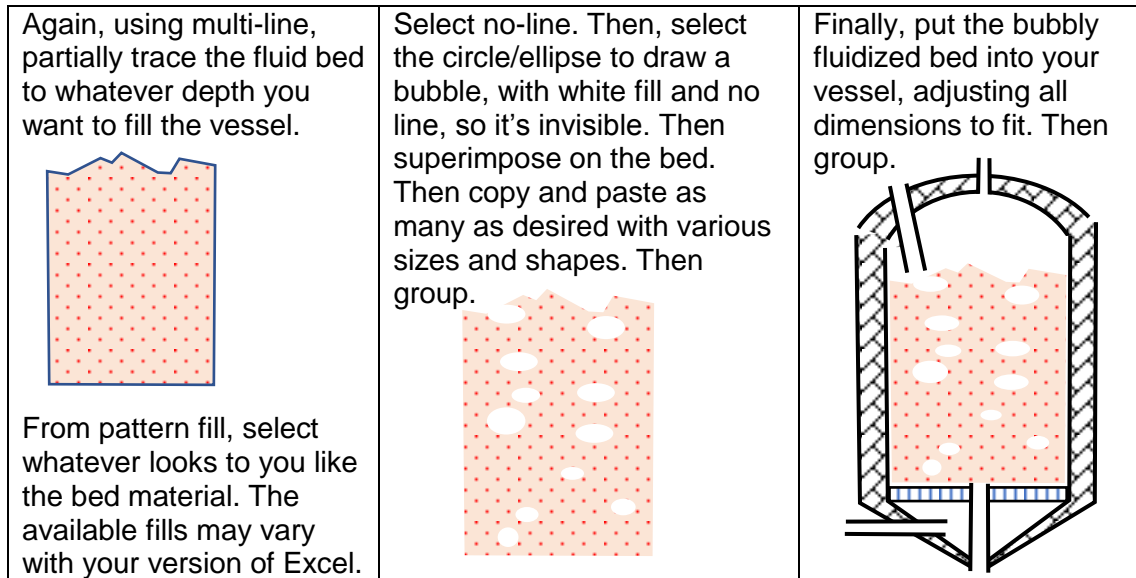 Again, using multi-line,
partially trace the fluid bed
to whatever depth you
want to fill the vessel.
From pattern fill, select
whatever looks to you like
the bed material. The
available fills may vary
with your version of Excel.
Select no-line. Then, select
the circle/ellipse to draw a
bubble, with white fill and no
line, so it’s invisible. Then
superimpose on the bed.
Then copy and paste as
many as desired with various
sizes and shapes. Then
group.
Finally, put the bubbly
fluidized bed into your
vessel, adjusting all
dimensions to fit. Then
group.